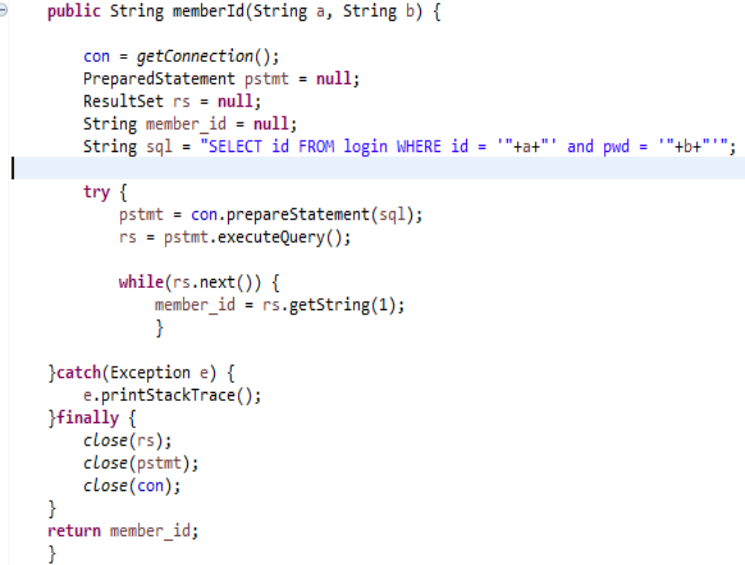 public String memberId(String a, String b) {
con = getConnection();
PreparedStatement pstmt = null;
ResultSet rs = null;
String member_id = null;
String sql = "SELECT id FROM login WHERE id = '"+a+"' and pwd = '"+b+"'";
try {
pstmt = con.prepareStatement(sql);
rs = pstmt.executeQuery();
while(rs.next()) {
member_id = rs.getString(1);
}
}catch(Exception e) {
e.printStackTrace();
}finally {
close(rs);
close(pstmt);
close(con);
}
return member_id;
}